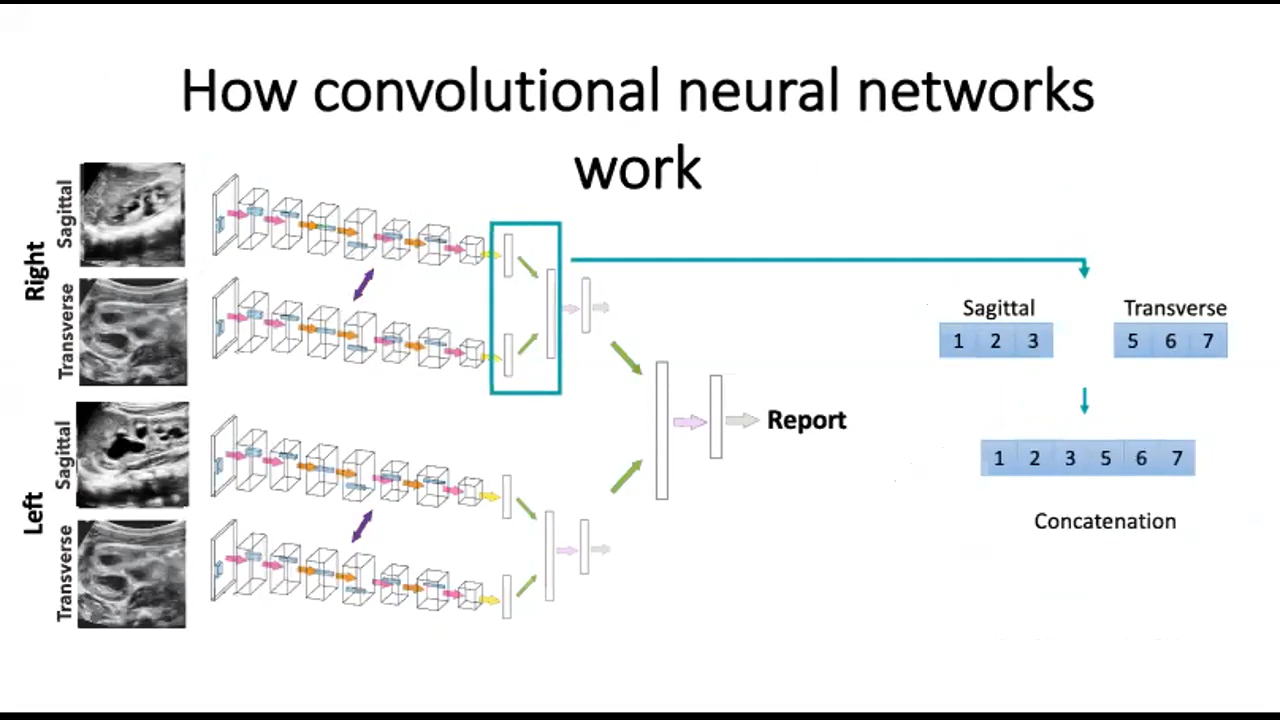 How convolutional neural networks
work
Right
Sagittal
Transverse
Left
Sagittal
Transverse
Report
Sagittal
1 2 3
Transverse
5 6 7
1 2 3 5 6 7
Concatenation